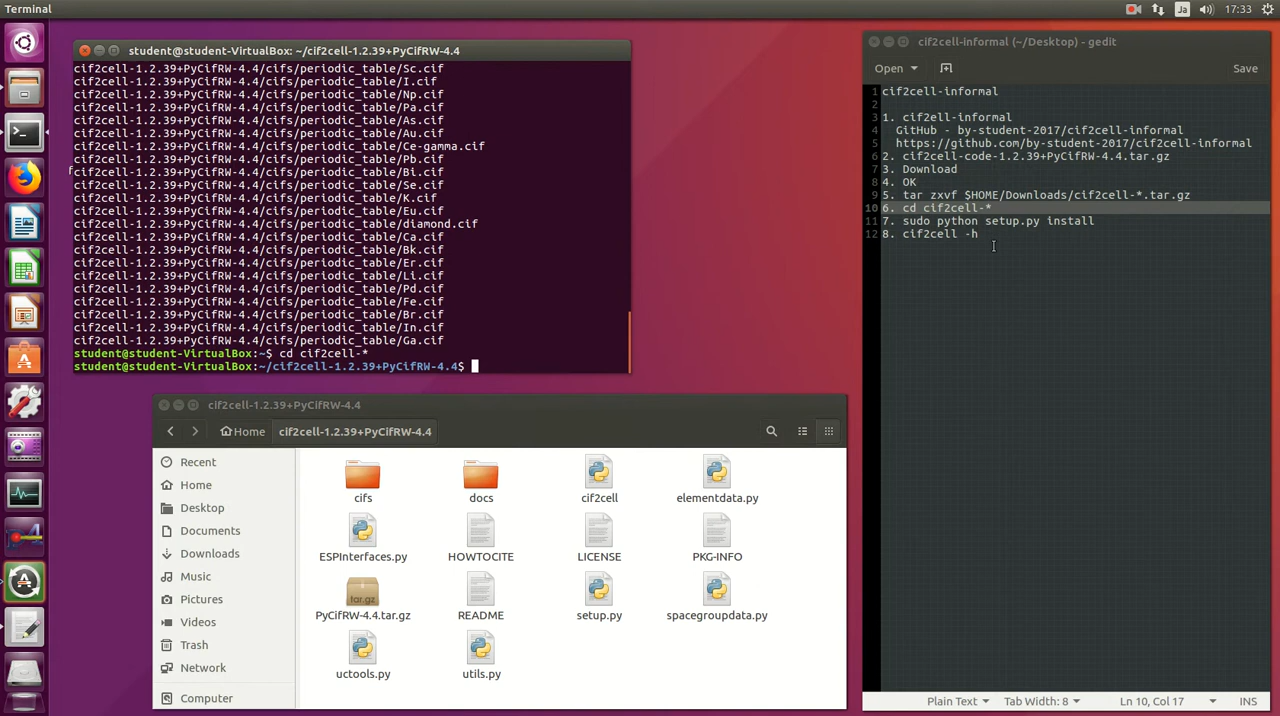 Terminal
Ja
17:33
student@student-VirtualBox: ~/cif2cell-1.2.39+PyCifRW-4.4
cif2cell-1.2.39+PyCifRW-4.4/cifs/periodic_table/Sc.cif
cif2cell-1.2.39+PyCifRW-4.4/cifs/periodic_table/I.cif
cif2cell-1.2.39+PyCifRW-4.4/cifs/periodic_table/Np.cif
cif2cell-1.2.39+PyCifRW-4.4/cifs/periodic_table/Pa.cif
cif2cell-1.2.39+PyCifRW-4.4/cifs/periodic_table/As.cif
cif2cell-1.2.39+PyCifRW-4.4/cifs/periodic_table/Au.cif
cif2cell-1.2.39+PyCifRW-4.4/cifs/periodic_table/Ce-gamma.cif
cif2cell-1.2.39+PyCifRW-4.4/cifs/periodic_table/Pb.cif
cif2cell-1.2.39+PyCifRW-4.4/cifs/periodic_table/Bi.cif
cif2cell-1.2.39+PyCifRW-4.4/cifs/periodic_table/Se.cif
cif2cell-1.2.39+PyCifRW-4.4/cifs/periodic_table/K.cif
cif2cell-1.2.39+PyCifRW-4.4/cifs/periodic_table/Eu.cif
cif2cell-1.2.39+PyCifRW-4.4/cifs/periodic_table/diamond.cif
cif2cell-1.2.39+PyCifRW-4.4/cifs/periodic_table/Ca.cif
cif2cell-1.2.39+PyCifRW-4.4/cifs/periodic_table/Bk.cif
cif2cell-1.2.39+PyCifRW-4.4/cifs/periodic_table/Er.cif
cif2cell-1.2.39+PyCifRW-4.4/cifs/periodic_table/Li.cif
cif2cell-1.2.39+PyCifRW-4.4/cifs/periodic_table/Pd.cif
cif2cell-1.2.39+PyCifRW-4.4/cifs/periodic_table/Fe.cif
cif2cell-1.2.39+PyCifRW-4.4/cifs/periodic_table/Br.cif
cif2cell-1.2.39+PyCifRW-4.4/cifs/periodic_table/In.cif
cif2cell-1.2.39+PyCifRW-4.4/cifs/periodic_table/Ga.cif
student@student-VirtualBox:~$ cd cif2cell-*
student@student-VirtualBox:~/cif2cell-1.2.39+PyCifRW-4.4$
cif2cell-1.2.39+PyCifRW-4.4
Home
cif2cell-1.2.39+PyCifRW-4.4
Recent
Home
Desktop
Documents
Downloads
Music
Pictures
Videos
Trash
Network
Computer
cifs
docs
cif2cell
elementdata.py
ESPInterfaces.py
HOWTOCITE
LICENSE
PKG-INFO
tar.gz
PyCifRW-4.4.tar.gz
README
setup.py
spacegroupdata.py
uctools.py
utils.py
cif2cell-informal (~/Desktop) - gedit
Open
Save
1 cif2cell-informal
2
3 1. cif2ell-informal
4 GitHub - by-student-2017/cif2cell-informal
5 https://github.com/by-student-2017/cif2cell-informal
6 2. cif2cell-code-1.2.39+PyCifRW-4.4.tar.gz
7 3. Download
8 4. OK
9 5. tar zxvf $HOME/Downloads/cif2cell-*.tar.gz
10 6. cd cif2cell-*
11 7. sudo python setup.py install
12 8. cif2cell -h
Plain Text
Tab Width: 8
Ln 10, Col 17
INS